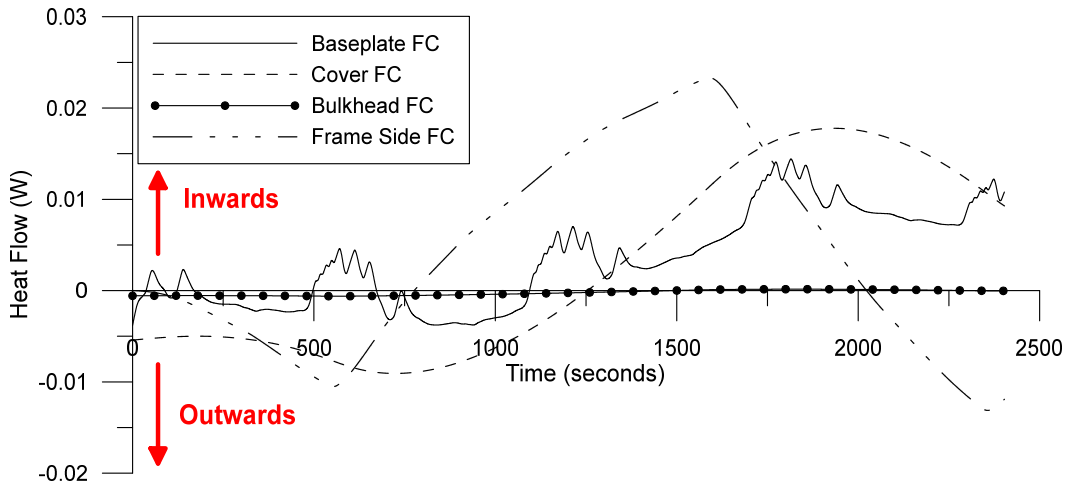 0.03
Baseplate FC
Cover FC
0.02
Bulkhead FC
Frame Side FC
Inwards
0.01
Heat Flow (W)
0
0 500 1000 1500 2000 2500
Time (seconds)
-0.01
Outwards
-0.02